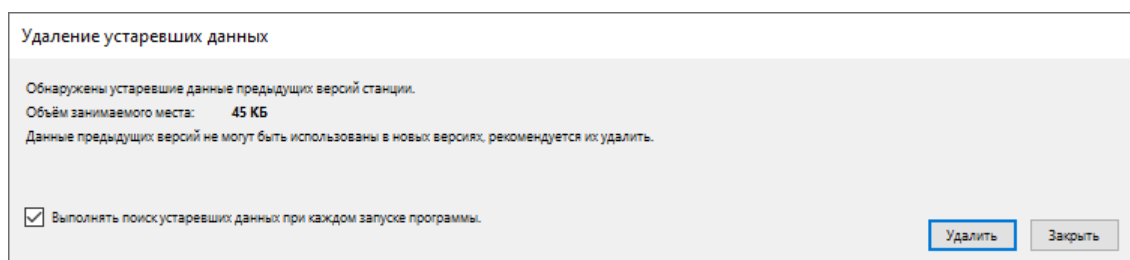 Удаление устаревших данных
Обнаружены устаревшие данные предыдущих версий станции.
Объём занимаемого места: 45 КБ
Данные предыдущих версий не могут быть использованы в новых версиях, рекомендуется их удалить.
Выполнять поиск устаревших данных при каждом запуске программы.
Удалить Закрыть